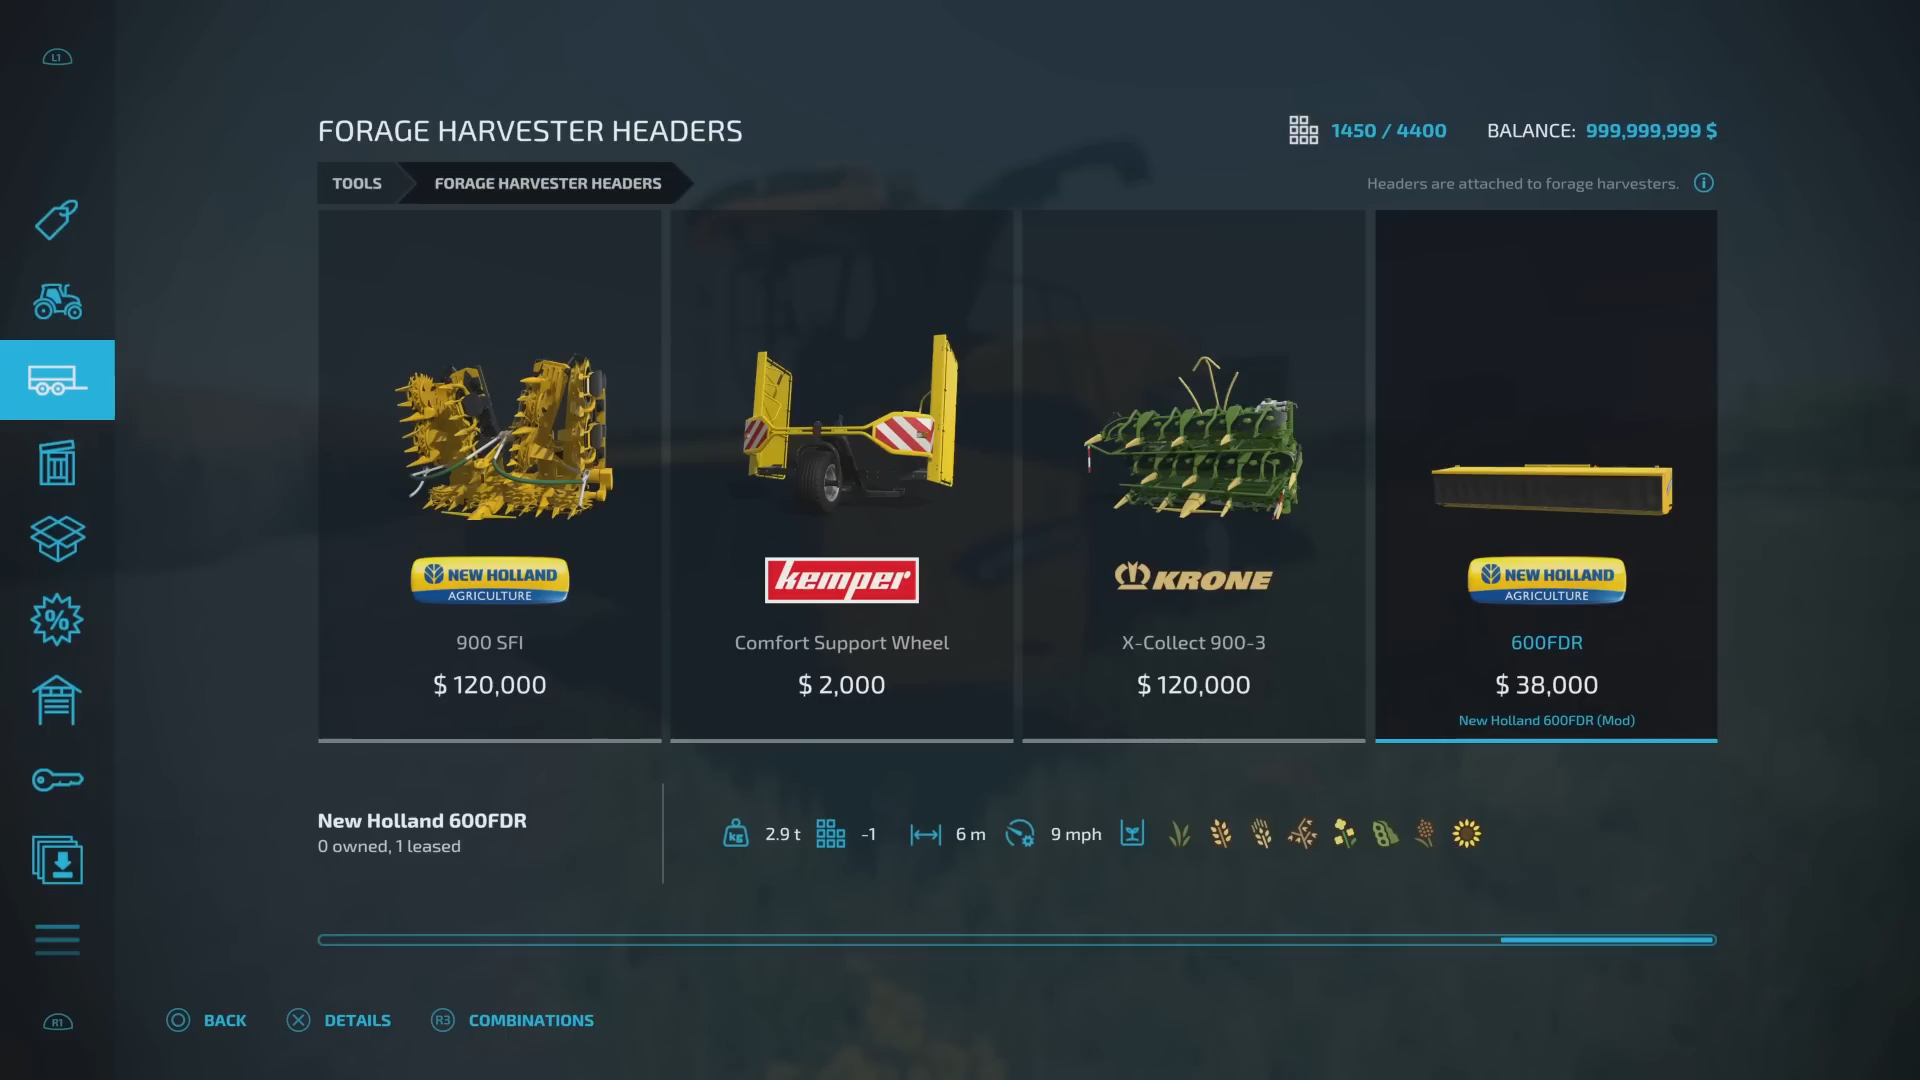 L1
FORAGE HARVESTER HEADERS
1450 / 4400
BALANCE: 999,999,999 $
TOOLS
FORAGE HARVESTER HEADERS
Headers are attached to forage harvesters.
NEW HOLLAND
AGRICULTURE
900 SFI
$ 120,000
kemper
Comfort Support Wheel
$ 2,000
KRONE
X-Collect 900-3
$ 120,000
NEW HOLLAND
AGRICULTURE
600FDR
$ 38,000
New Holland 600FDR (Mod)
New Holland 600FDR
0 owned, 1 leased
kg 2.9 t -1 6 m 9 mph
R1
BACK
DETAILS
R3 COMBINATIONS